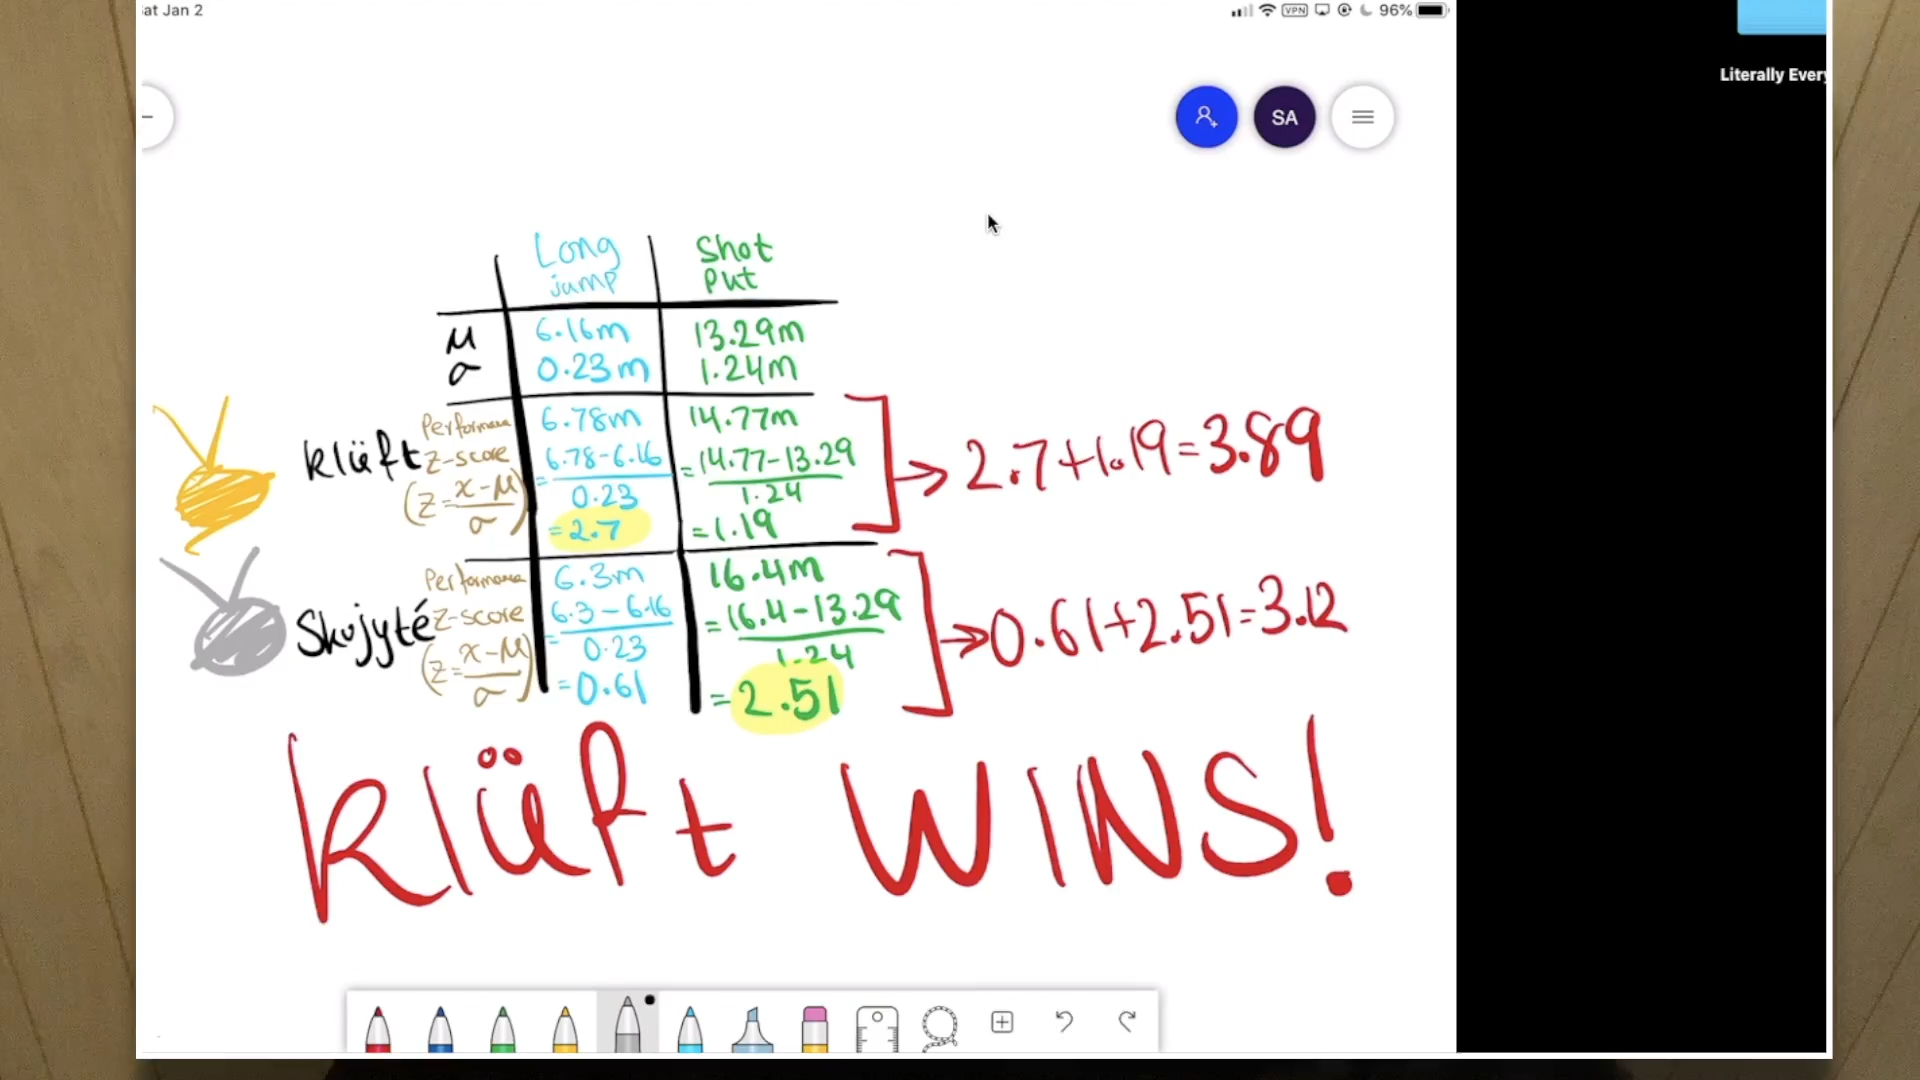 at Jan 2
VPN
96%
Literally Every
SA
Long
jump
Shot
put
μ
6.16m
13.29m
σ
0.23m
1.24m
Klüft
Performance
6.78m
14.77m
z-score
6.78-6.16
0.23
=14.77-13.29
1.24
(z=x-μ
σ)
=2.7
=1.19
2.7+1.19=3.89
Skujyté
Performance
6.3m
16.4m
z-score
=6.3-6.16
0.23
=16.4-13.29
1.24
(z=x-μ
σ)
=0.61
=2.51
0.61+2.51=3.12
Klüft WINS!